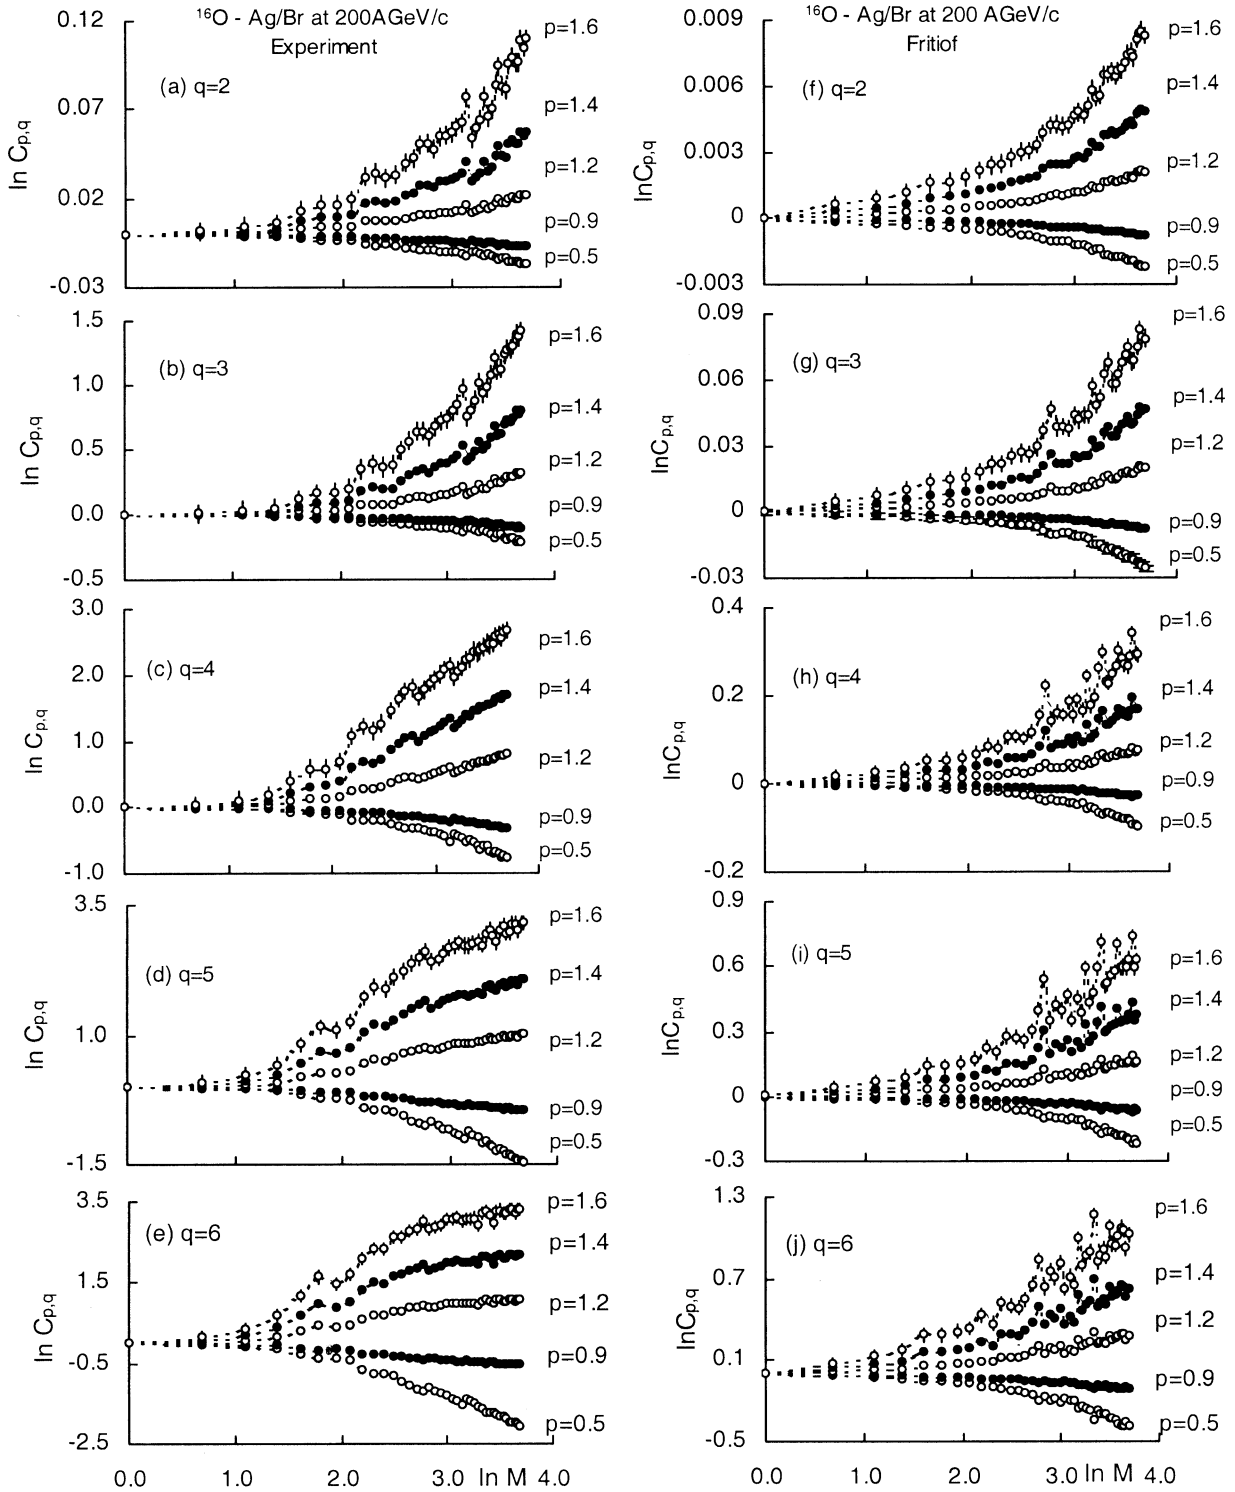 ¹⁶O - Ag/Br at 200AGeV/c
Experiment
0.12
0.07
0.02
-0.03
ln Cp,q
(a) q=2
p=1.6
p=1.4
p=1.2
p=0.9
p=0.5
1.5
1.0
0.5
0.0
-0.5
ln Cp,q
(b) q=3
p=1.6
p=1.4
p=1.2
p=0.9
p=0.5
3.0
2.0
1.0
0.0
-1.0
ln Cp,q
(c) q=4
p=1.6
p=1.4
p=1.2
p=0.9
p=0.5
3.5
1.0
-1.5
ln Cp,q
(d) q=5
p=1.6
p=1.4
p=1.2
p=0.9
p=0.5
3.5
1.5
-0.5
-2.5
ln Cp,q
(e) q=6
p=1.6
p=1.4
p=1.2
p=0.9
p=0.5
0.0 1.0 2.0 3.0 ln M 4.0
¹⁶O - Ag/Br at 200 AGeV/c
Fritiof
0.009
0.006
0.003
0
-0.003
lnCp,q
(f) q=2
p=1.6
p=1.4
p=1.2
p=0.9
p=0.5
0.09
0.06
0.03
0
-0.03
lnCp,q
(g) q=3
p=1.6
p=1.4
p=1.2
p=0.9
p=0.5
0.4
0.2
0
-0.2
lnCp,q
(h) q=4
p=1.6
p=1.4
p=1.2
p=0.9
p=0.5
0.9
0.6
0.3
0
-0.3
lnCp,q
(i) q=5
p=1.6
p=1.4
p=1.2
p=0.9
p=0.5
1.3
0.7
0.1
-0.5
lnCp,q
(j) q=6
p=1.6
p=1.4
p=1.2
p=0.9
p=0.5
0.0 1.0 2.0 3.0 ln M 4.0